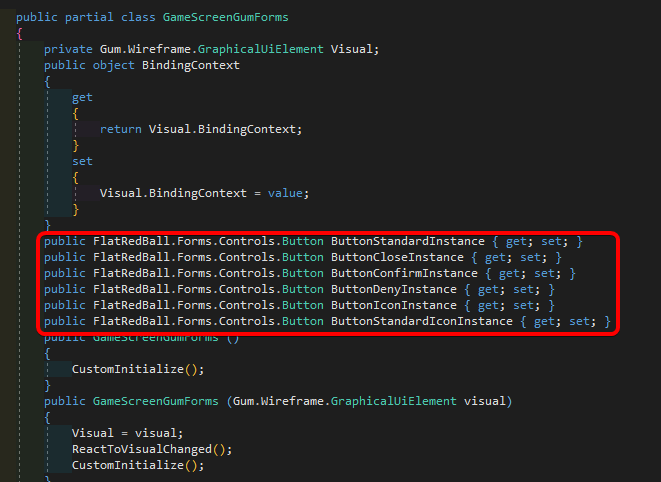 public partial class GameScreenGumForms
{
private Gum.Wireframe.GraphicalUiElement Visual;
public object BindingContext
{
get
{
return Visual.BindingContext;
}
set
{
Visual.BindingContext = value;
}
}
public FlatRedBall.Forms.Controls.Button ButtonStandardInstance { get; set; }
public FlatRedBall.Forms.Controls.Button ButtonCloseInstance { get; set; }
public FlatRedBall.Forms.Controls.Button ButtonConfirmInstance { get; set; }
public FlatRedBall.Forms.Controls.Button ButtonDenyInstance { get; set; }
public FlatRedBall.Forms.Controls.Button ButtonIconInstance { get; set; }
public FlatRedBall.Forms.Controls.Button ButtonStandardIconInstance { get; set; }
public GameScreenGumForms ()
{
CustomInitialize();
}
public GameScreenGumForms (Gum.Wireframe.GraphicalUiElement visual)
{
Visual = visual;
ReactToVisualChanged();
CustomInitialize();
}